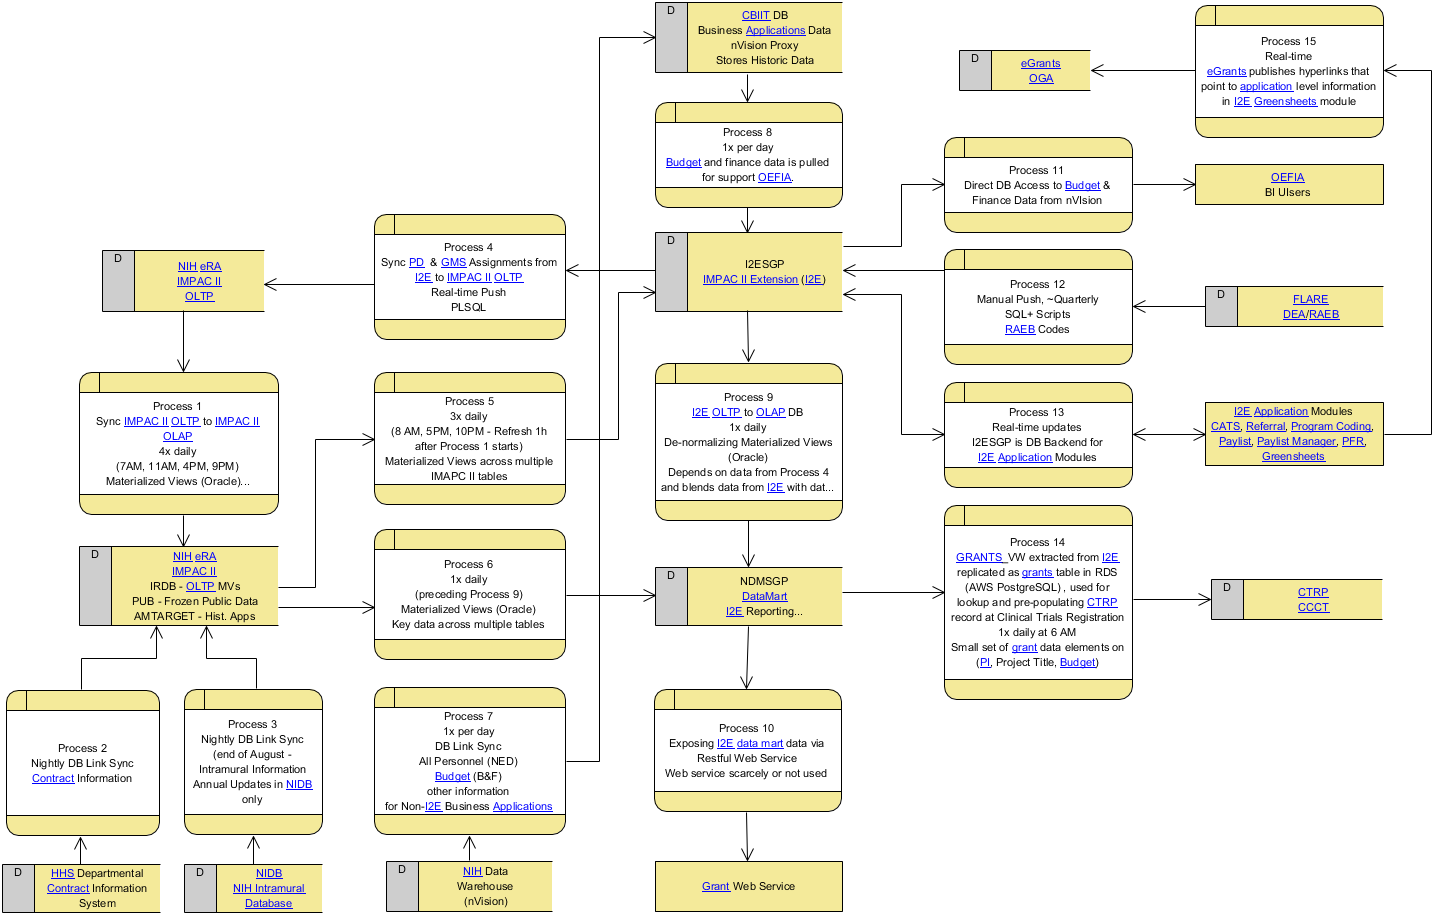 D
CBIIT DB
Business Applications Data
nVision Proxy
Stores Historic Data
Process 15
Real-time
eGrants publishes hyperlinks that
point to application level information
in I2E Greensheets module
D
eGrants
OGA
Process 8
1x per day
Budget and finance data is pulled
for support OEFIA.
Process 11
Direct DB Access to Budget &
Finance Data from nVIsion
OEFIA
BI UIsers
Process 4
Sync PD & GMS Assignments from
I2E to IMPAC II OLTP
Real-time Push
PLSQL
D
NIH eRA
IMPAC II
OLTP
D
I2ESGP
IMPAC II Extension (I2E)
Process 12
Manual Push, ~Quarterly
SQL+ Scripts
RAEB Codes
D
FLARE
DEA/RAEB
Process 1
Sync IMPAC II OLTP to IMPAC II
OLAP
4x daily
(7AM, 11AM, 4PM, 9PM)
Materialized Views (Oracle)...
Process 5
3x daily
(8 AM, 5PM, 10PM - Refresh 1h
after Process 1 starts)
Materialized Views across multiple
IMAPC II tables
Process 9
I2E OLTP to OLAP DB
1x daily
De-normalizing Materialized Views
(Oracle)
Depends on data from Process 4
and blends data from I2E with dat...
Process 13
Real-time updates
I2ESGP is DB Backend for
I2E Application Modules
I2E Application Modules
CATS, Referral, Program Coding,
Paylist, Paylist Manager, PFR,
Greensheets
D
NIH eRA
IMPAC II
IRDB - OLTP MVs
PUB - Frozen Public Data
AMTARGET - Hist. Apps
Process 6
1x daily
(preceding Process 9)
Materialized Views (Oracle)
Key data across multiple tables
D
NDMSGP
DataMart
I2E Reporting...
Process 14
GRANTS_VW extracted from I2E
replicated as grants table in RDS
(AWS PostgreSQL) , used for
lookup and pre-populating CTRP
record at Clinical Trials Registration
1x daily at 6 AM
Small set of grant data elements on
(PI, Project Title, Budget)
D
CTRP
CCCT
Process 2
Nightly DB Link Sync
Contract Information
Process 3
Nightly DB Link Sync
(end of August -
Intramural Information
Annual Updates in NIDB
only
Process 7
1x per day
DB Link Sync
All Personnel (NED)
Budget (B&F)
other information
for Non-I2E Business Applications
Process 10
Exposing I2E data mart data via
Restful Web Service
Web service scarcely or not used
D
HHS Departmental
Contract Information
System
D
NIDB
NIH Intramural
Database
D
NIH Data
Warehouse
(nVision)
Grant Web Service